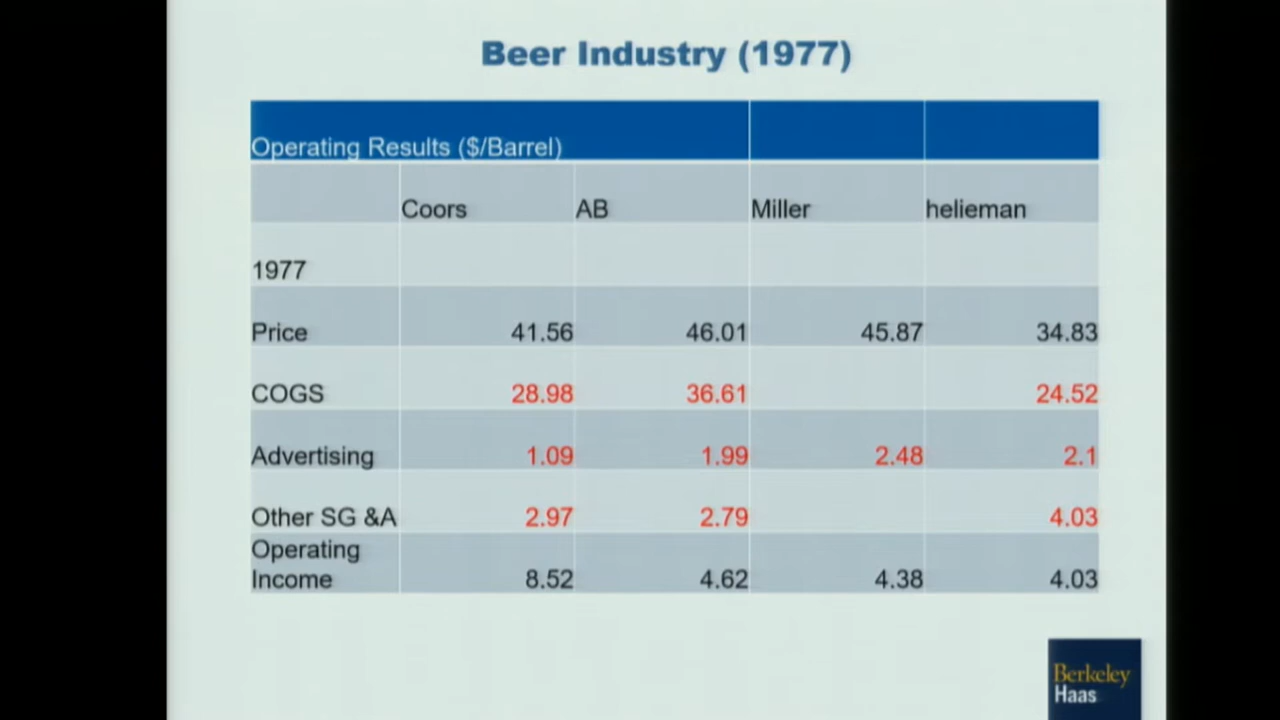 Beer Industry (1977)
Operating Results ($/Barrel)
Coors AB Miller helieman
1977
Price 41.56 46.01 45.87 34.83
COGS 28.98 36.61 24.52
Advertising 1.09 1.99 2.48 2.1
Other SG &A 2.97 2.79 4.03
Operating
Income 8.52 4.62 4.38 4.03
Berkeley
Haas